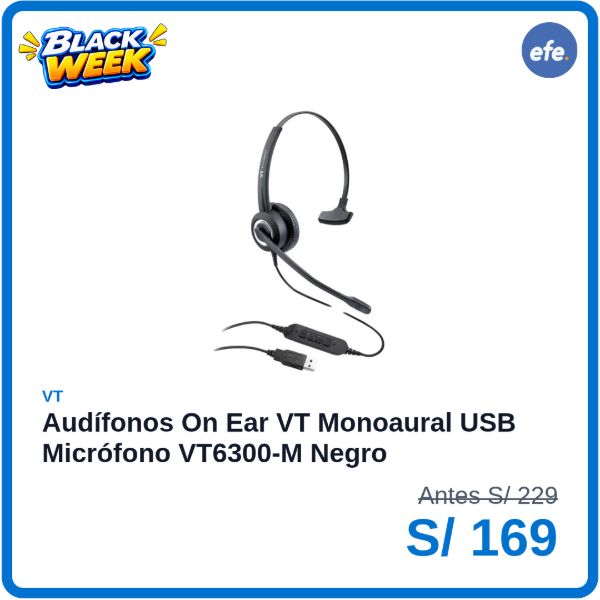 BLACK
WEEK
efe.
VT
Audífonos On Ear VT Monoaural USB
Micrófono VT6300-M Negro
Antes S/ 229
S/ 169